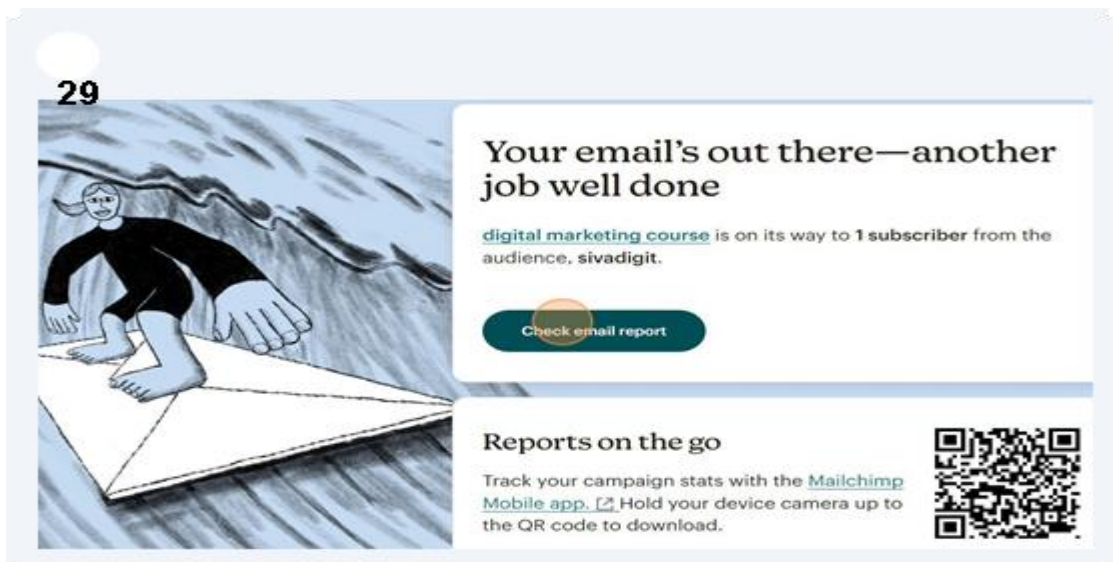 29
Your email's out there—another
job well done
digital marketing course is on its way to 1 subscriber from the
audience, sivadigit.
Check email report
Reports on the go
Track your campaign stats with the Mailchimp
Mobile app. Hold your device camera up to
the QR code to download.